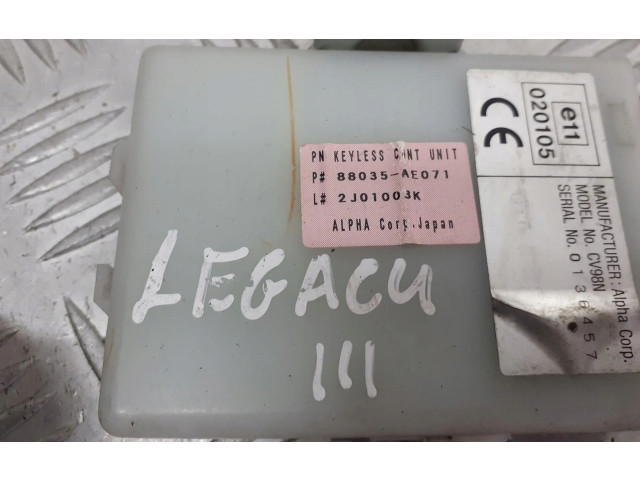 PN KEYLESS CONT UNIT
P# 88035-AE071
L# 2J01003K
ALPHA Corp.Japan
LEGACY
III
CE
e11
020105
MANUFACTURER: Alpha Corp.
MODEL No. CV98N
SERIAL No. 0136457